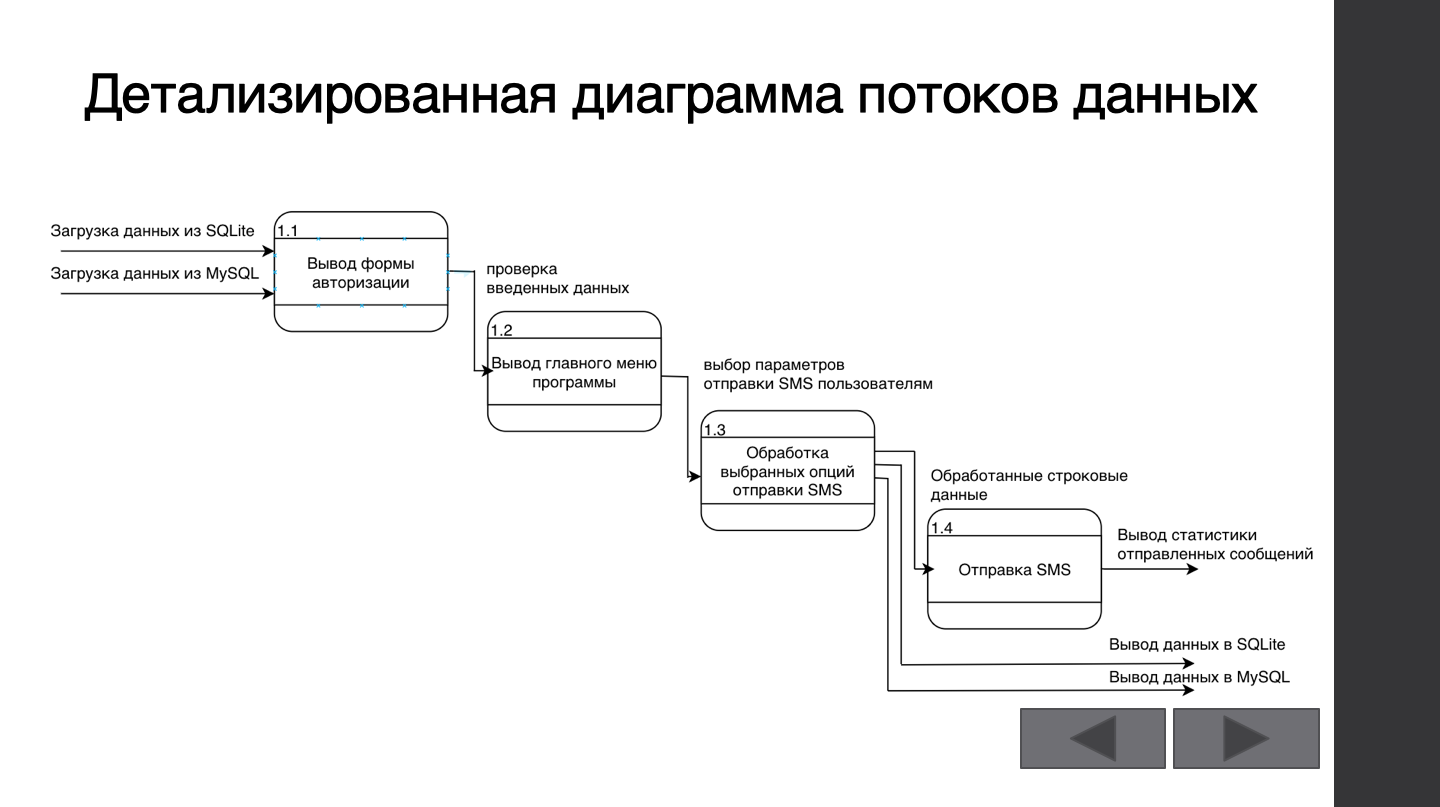 Детализированная диаграмма потоков данных
Загрузка данных из SQLite
Загрузка данных из MySQL
1.1
Вывод формы
авторизации
проверка
введенных данных
1.2
Вывод главного меню
программы
выбор параметров
отправки SMS пользователям
1.3
Обработка
выбранных опций
отправки SMS
Обработанные строковые
данные
1.4
Отправка SMS
Вывод статистики
отправленных сообщений
Вывод данных в SQLite
Вывод данных в MySQL